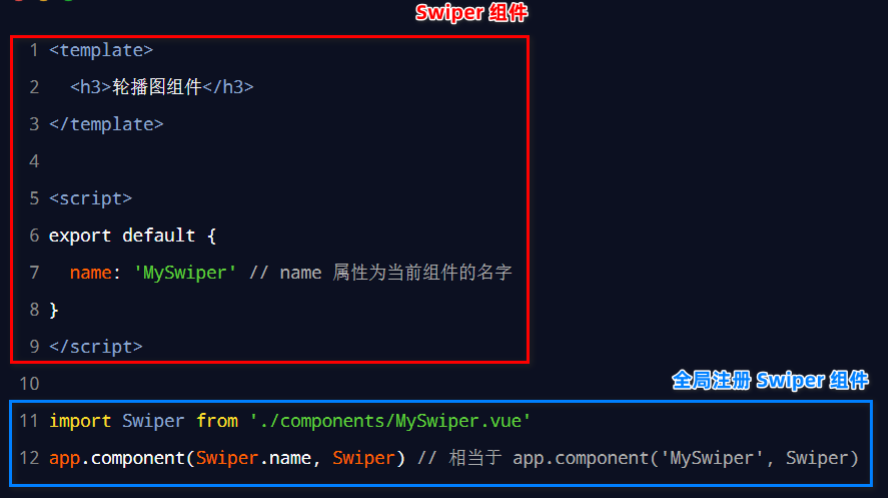 Swiper 组件
1 <template>
2 <h3>轮播图组件</h3>
3 </template>
4
5 <script>
6 export default {
7 name: 'MySwiper' // name 属性为当前组件的名字
8 }
9 </script>
10
全局注册 Swiper 组件
11 import Swiper from './components/MySwiper.vue'
12 app.component(Swiper.name, Swiper) // 相当于 app.component('MySwiper', Swiper)